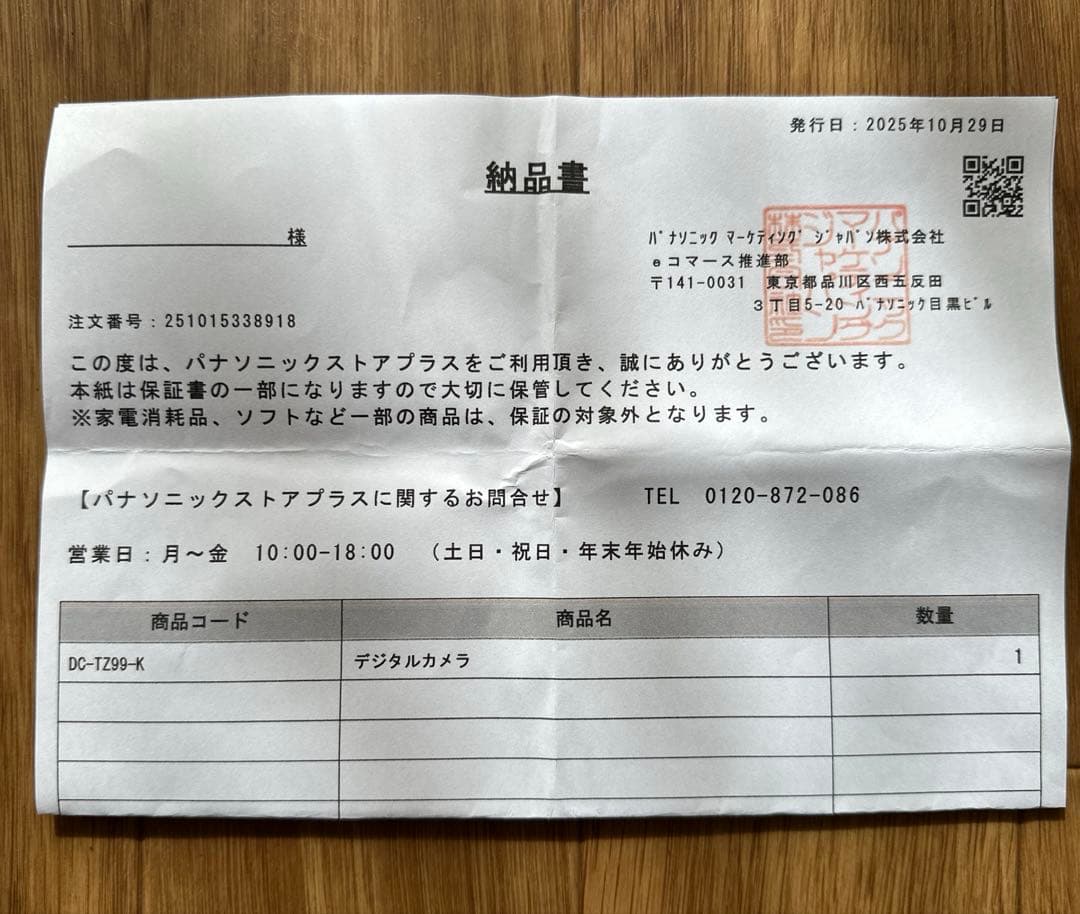 発行日：2025年10月29日
納品書
様
ﾊﾟﾅｿﾆｯｸ ﾏｰｹﾃｨﾝｸﾞ ｼﾞｬﾊﾟﾝ株式会社
eコマース推進部
〒141-0031 東京都品川区西五反田
３丁目5-20 ﾊﾟﾅｿﾆｯｸ目黒ﾋﾞﾙ
注文番号：251015338918
この度は、パナソニックストアプラスをご利用頂き、誠にありがとうございます。
本紙は保証書の一部になりますので大切に保管してください。
※家電消耗品、ソフトなど一部の商品は、保証の対象外となります。
【パナソニックストアプラスに関するお問合せ】 TEL 0120-872-086
営業日：月～金 10:00-18:00 （土日・祝日・年末年始休み）
商品コード 商品名 数量
DC-TZ99-K デジタルカメラ 1